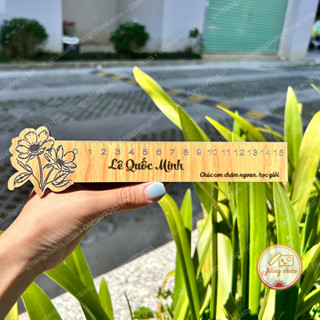 0 1 2 3 4 5 6 7 8 9 10 11 12 13 14 15
Lê Quốc Minh
Chúc con chăm ngoan, học giỏi